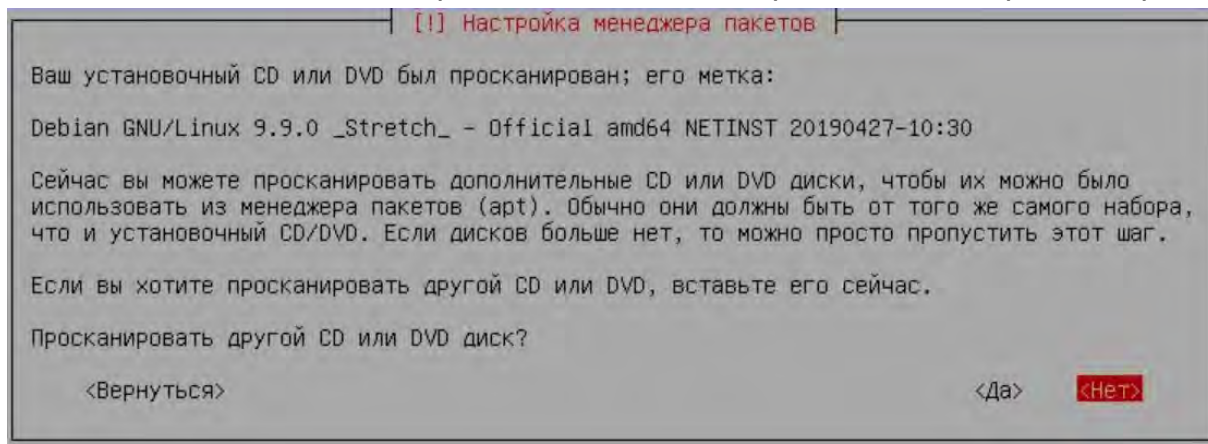 [!] Настройка менеджера пакетов
Ваш установочный CD или DVD был просканирован; его метка:
Debian GNU/Linux 9.9.0 _Stretch_ - Official amd64 NETINST 20190427-10:30
Сейчас вы можете просканировать дополнительные CD или DVD диски, чтобы их можно было
использовать из менеджера пакетов (apt). Обычно они должны быть от того же самого набора,
что и установочный CD/DVD. Если дисков больше нет, то можно просто пропустить этот шаг.
Если вы хотите просканировать другой CD или DVD, вставьте его сейчас.
Просканировать другой CD или DVD диск?
<Вернуться> <Да> <Нет>